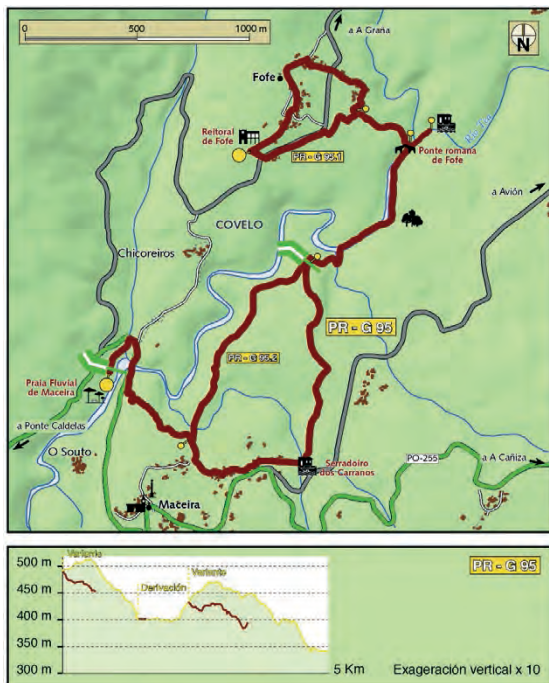 0
500
1000 m
N
a A Graña
Fofe
Reitoral
de Fofe
PR - G 95.1
Río Tea
Ponte romana
de Fofe
a Avión
COVELO
Chicoreiros
PR - G 95
PR - G 95.2
Praia Fluvial
de Maceira
a Ponte Caldelas
O Souto
Maceira
Serradoiro
dos Carranos
PO-255
a A Cañiza
500 m
450 m
400 m
350 m
300 m
Variante
Derivación
Variante
PR - G 95
5 Km
Exageración vertical x 10